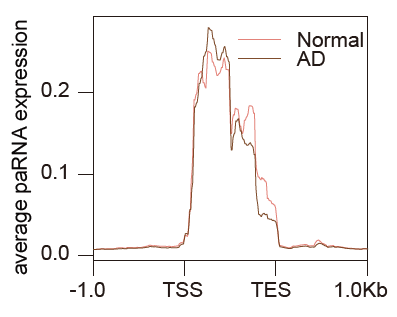 average paRNA expression
Normal
AD
0.2
0.1
0.0
-1.0 TSS TES 1.0Kb